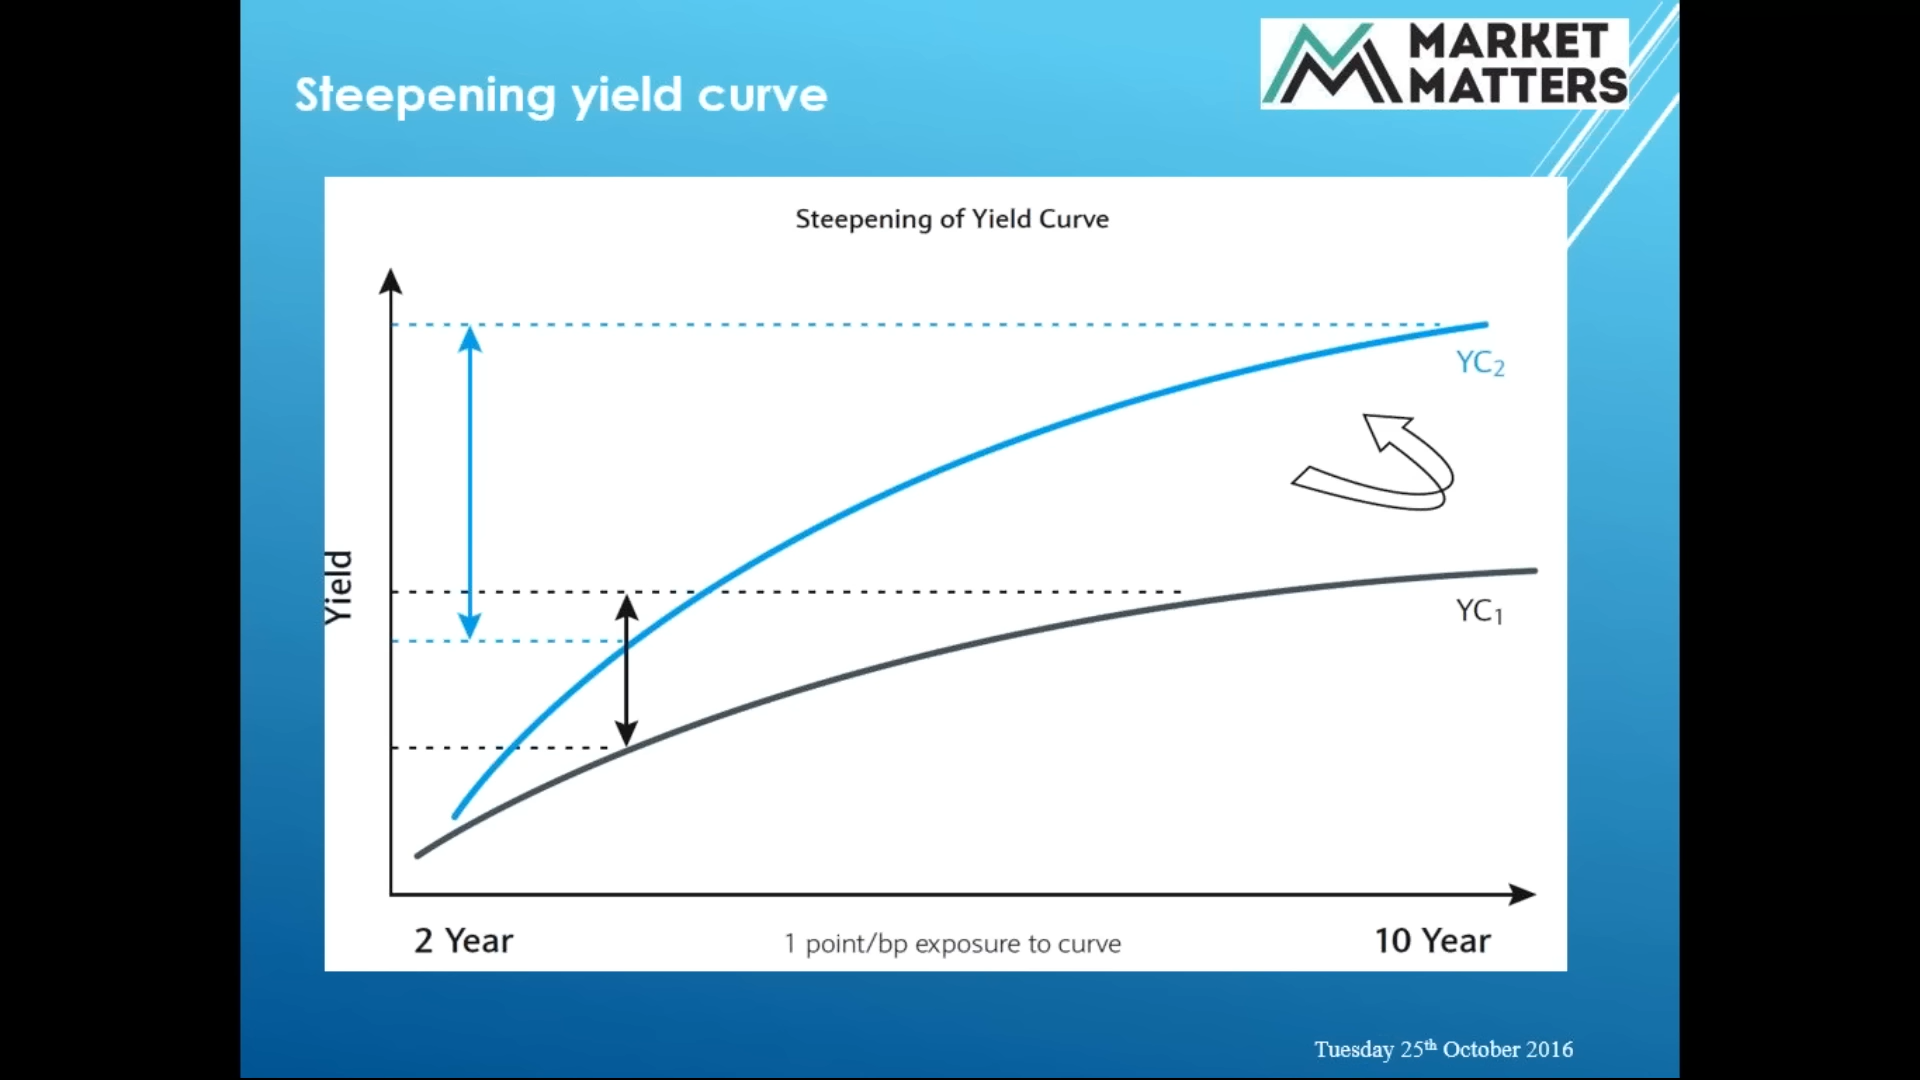 MARKET
MATTERS
Steepening yield curve
Steepening of Yield Curve
YC₂
Yield
YC₁
2 Year
1 point/bp exposure to curve
10 Year
Tuesday 25th October 2016